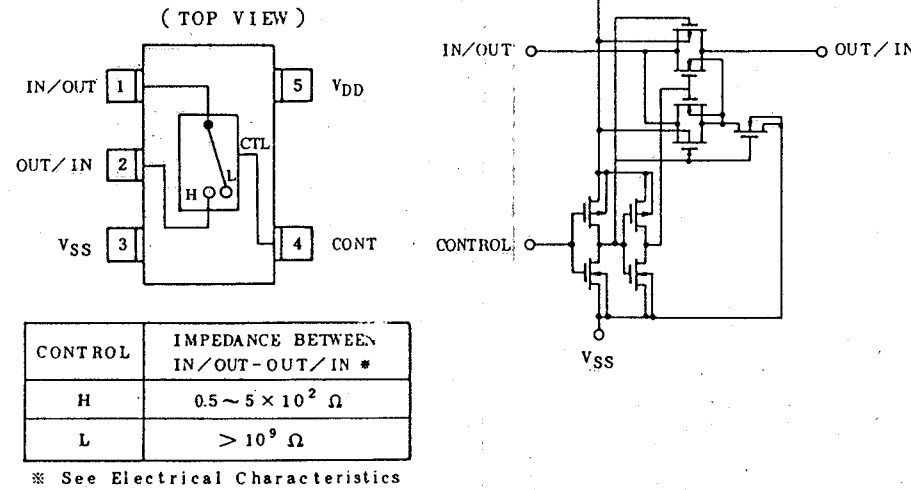 (TOP VIEW)
IN/OUT 1
5 VDD
OUT/IN 2
CTL
H L
VSS 3
4 CONT
IN/OUT
OUT/IN
CONTROL
VSS
CONTROL
IMPEDANCE BETWEEN
IN/OUT-OUT/IN ※
H
0.5~5×10² Ω
L
>10⁹ Ω
※ See Electrical Characteristics